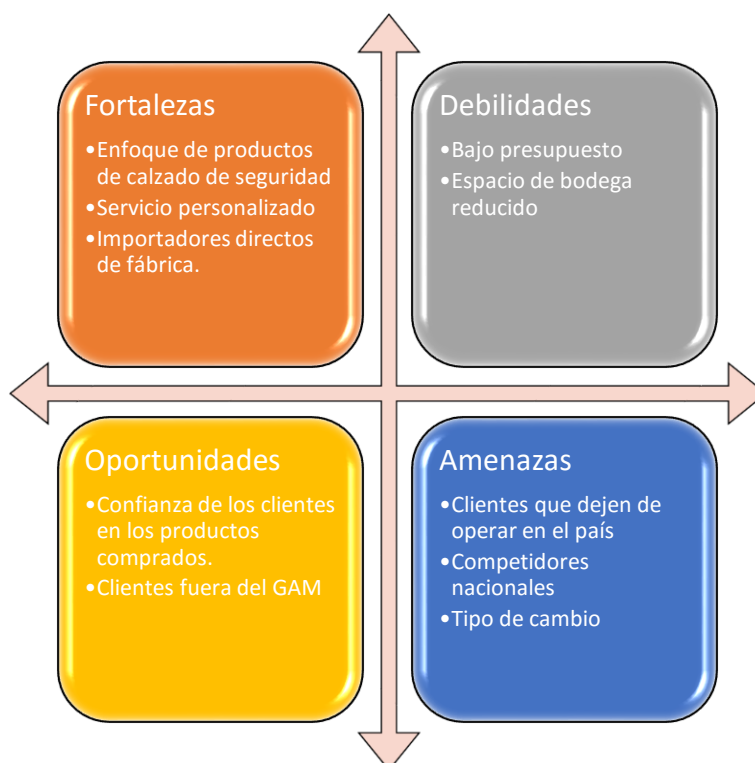 Fortalezas
•Enfoque de productos
de calzado de seguridad
•Servicio personalizado
•Importadores directos
de fábrica.
Debilidades
•Bajo presupuesto
•Espacio de bodega
reducido
Oportunidades
•Confianza de los clientes
en los productos
comprados.
•Clientes fuera del GAM
Amenazas
•Clientes que dejen de
operar en el país
•Competidores
nacionales
•Tipo de cambio